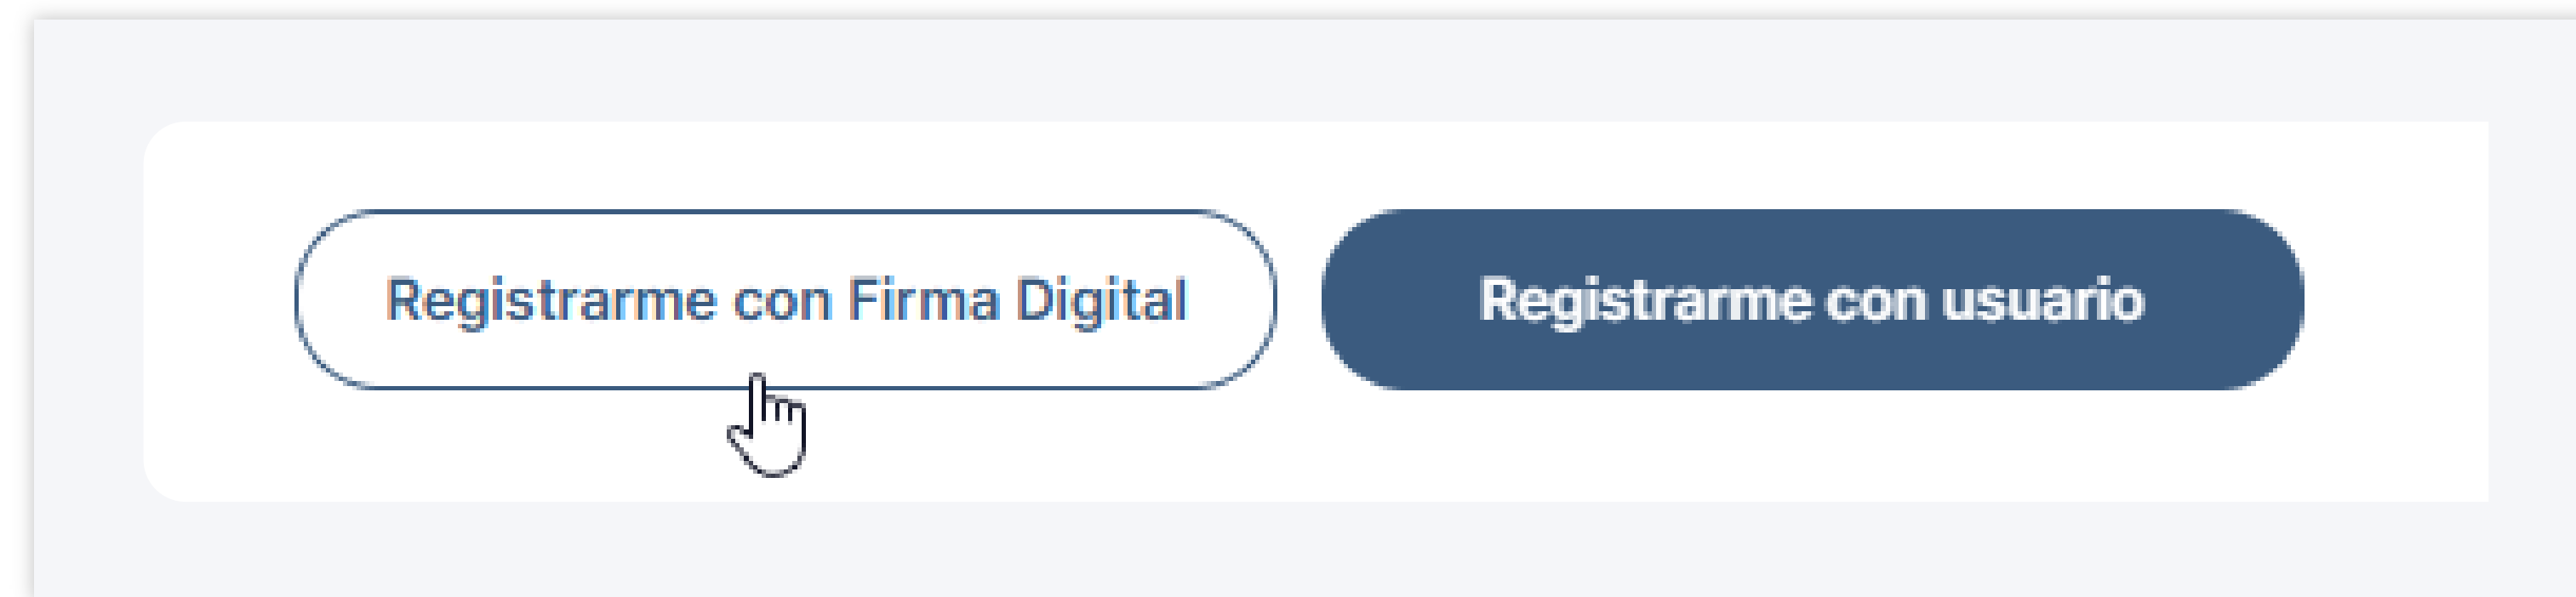 Registrarme con Firma Digital
Registrarme con usuario